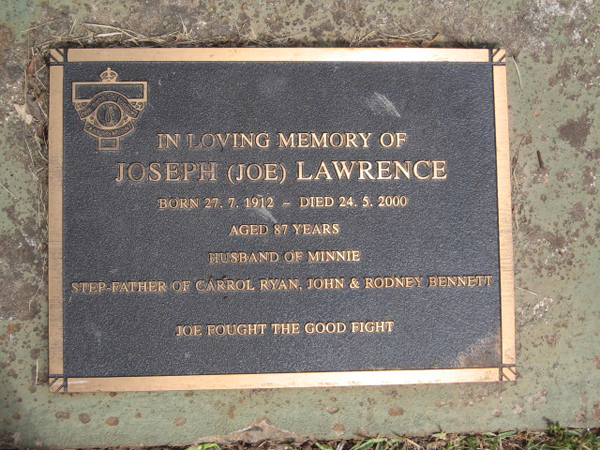 IN LOVING MEMORY OF
JOSEPH (JOE) LAWRENCE
BORN 27. 7. 1912 ~ DIED 24. 5. 2000
AGED 87 YEARS
HUSBAND OF MINNIE
STEP-FATHER OF CARROL RYAN, JOHN & RODNEY BENNETT
JOE FOUGHT THE GOOD FIGHT